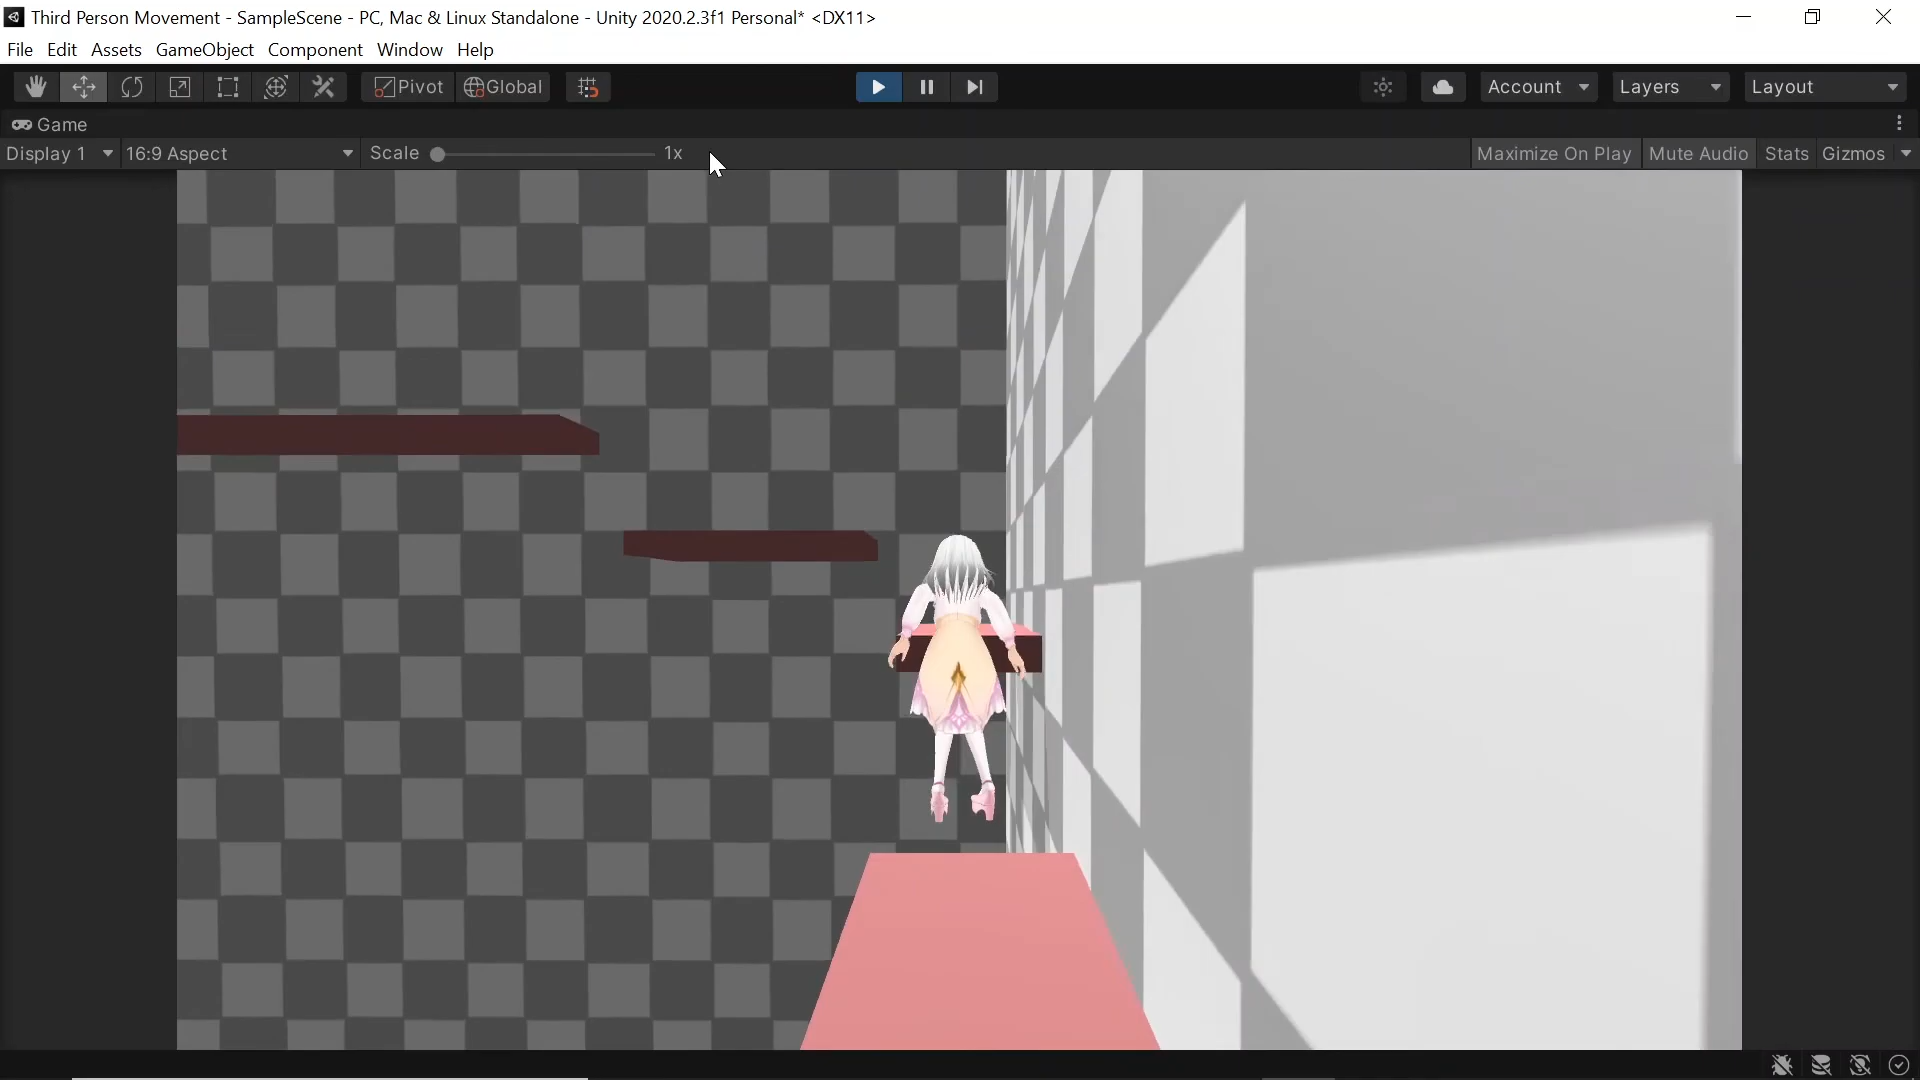 Third Person Movement - SampleScene - PC, Mac & Linux Standalone - Unity 2020.2.3f1 Personal* <DX11>
File Edit Assets GameObject Component Window Help
Pivot Global Account Layers Layout
Game
Display 1 16:9 Aspect Scale 1x Maximize On Play Mute Audio Stats Gizmos